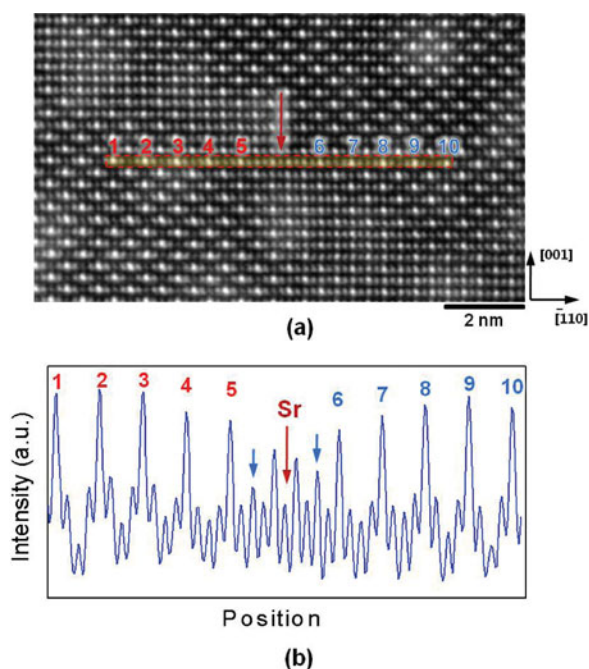 1 2 3 4 5 6 7 8 9 10
[001]
[1̄10]
2 nm
(a)
1 2 3 4 5 6 7 8 9 10
Sr
Intensity (a.u.)
Position
(b)